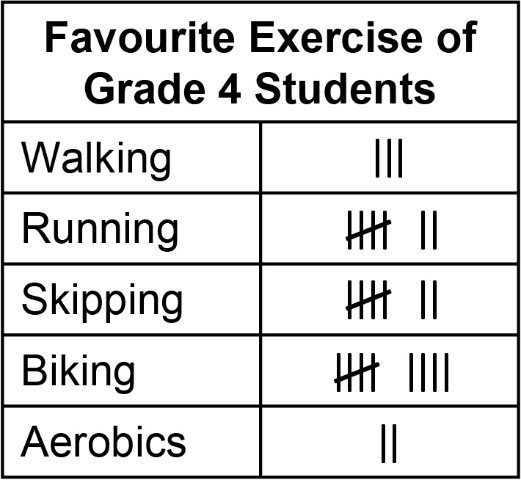 Favourite Exercise of
Grade 4 Students
Walking |||
Running 𝍸 ||
Skipping 𝍸 ||
Biking 𝍸 ||||
Aerobics ||